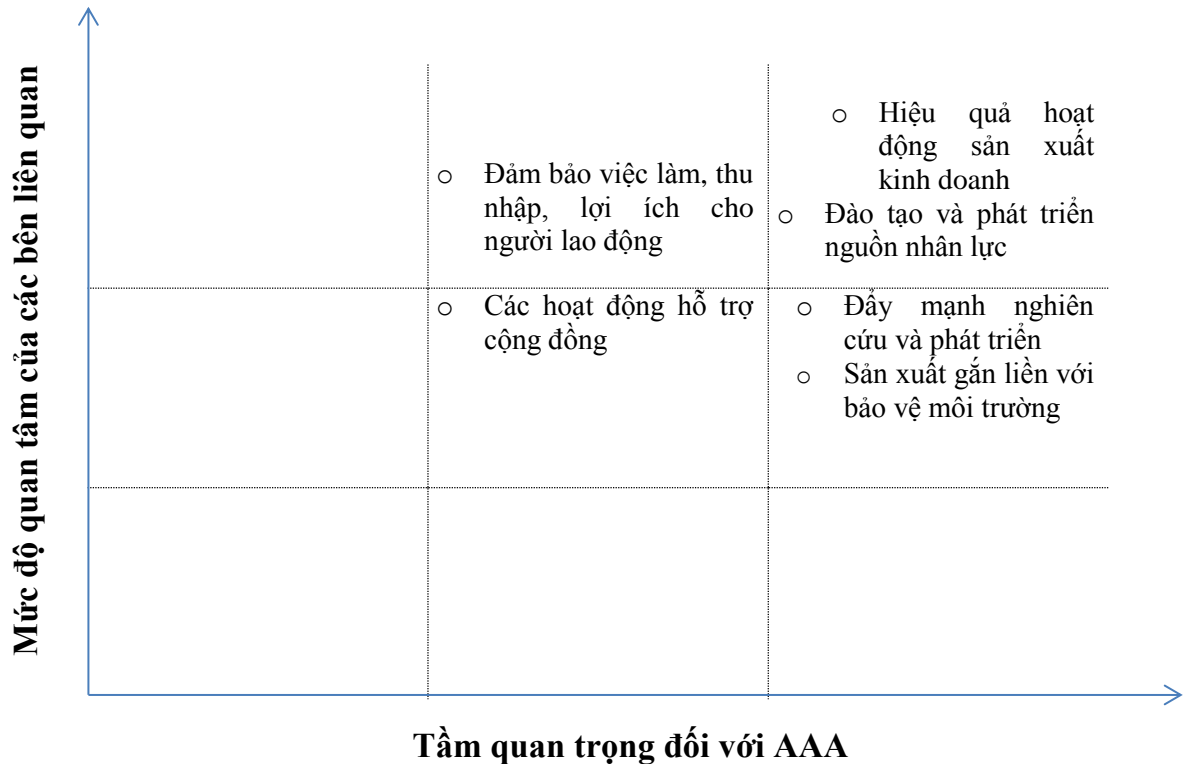 Mức độ quan tâm của các bên liên quan
o Đảm bảo việc làm, thu
nhập, lợi ích cho
người lao động
o Hiệu quả hoạt
động sản xuất
kinh doanh
o Đào tạo và phát triển
nguồn nhân lực
o Các hoạt động hỗ trợ
cộng đồng
o Đẩy mạnh nghiên
cứu và phát triển
o Sản xuất gắn liền với
bảo vệ môi trường
Tầm quan trọng đối với AAA